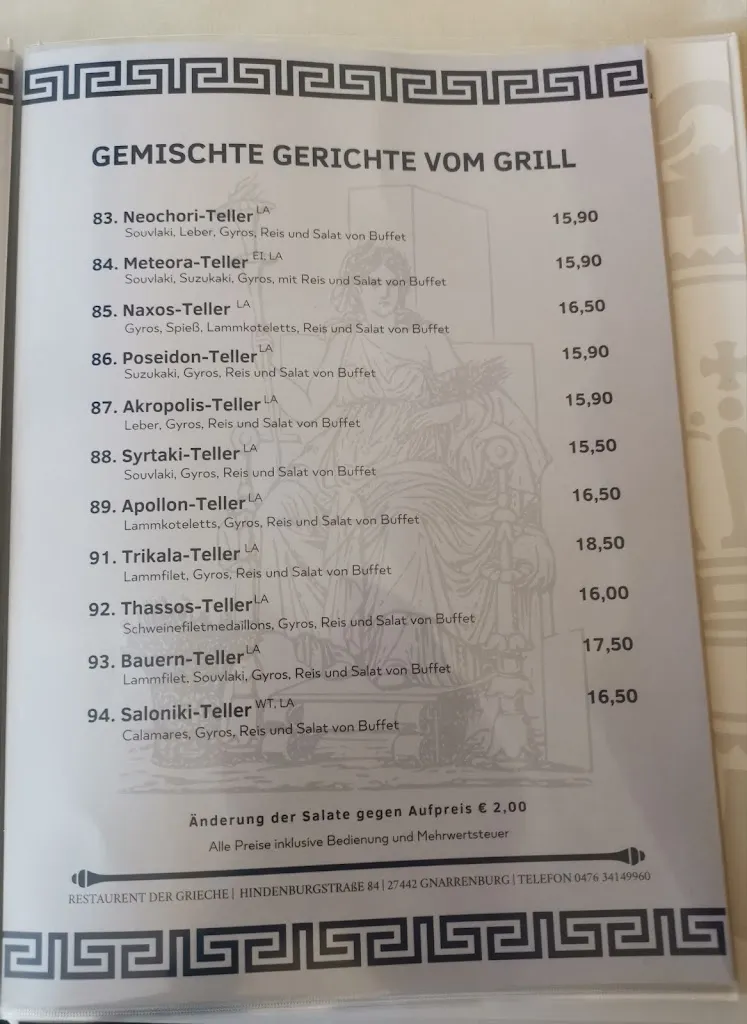 GEMISCHTE GERICHTE VOM GRILL
83. Neochori-Teller LA 15,90
Souvlaki, Leber, Gyros, Reis und Salat von Buffet
84. Meteora-Teller EI, LA 15,90
Souvlaki, Suzukaki, Gyros, mit Reis und Salat von Buffet
85. Naxos-Teller LA 16,50
Gyros, Spieß, Lammkoteletts, Reis und Salat von Buffet
86. Poseidon-Teller LA 15,90
Suzukaki, Gyros, Reis und Salat von Buffet
87. Akropolis-Teller LA 15,90
Leber, Gyros, Reis und Salat von Buffet
88. Syrtaki-Teller LA 15,50
Souvlaki, Gyros, Reis und Salat von Buffet
89. Apollon-Teller LA 16,50
Lammkoteletts, Gyros, Reis und Salat von Buffet
91. Trikala-Teller LA 18,50
Lammfilet, Gyros, Reis und Salat von Buffet
92. Thassos-Teller LA 16,00
Schweinefiletmedaillons, Gyros, Reis und Salat von Buffet
93. Bauern-Teller LA 17,50
Lammfilet, Souvlaki, Gyros, Reis und Salat von Buffet
94. Saloniki-Teller WT, LA 16,50
Calamares, Gyros, Reis und Salat von Buffet
Änderung der Salate gegen Aufpreis € 2,00
Alle Preise inklusive Bedienung und Mehrwertsteuer
RESTAURENT DER GRIECHE | HINDENBURGSTRAßE 84 | 27442 GNARRENBURG | TELEFON 0476 34149960